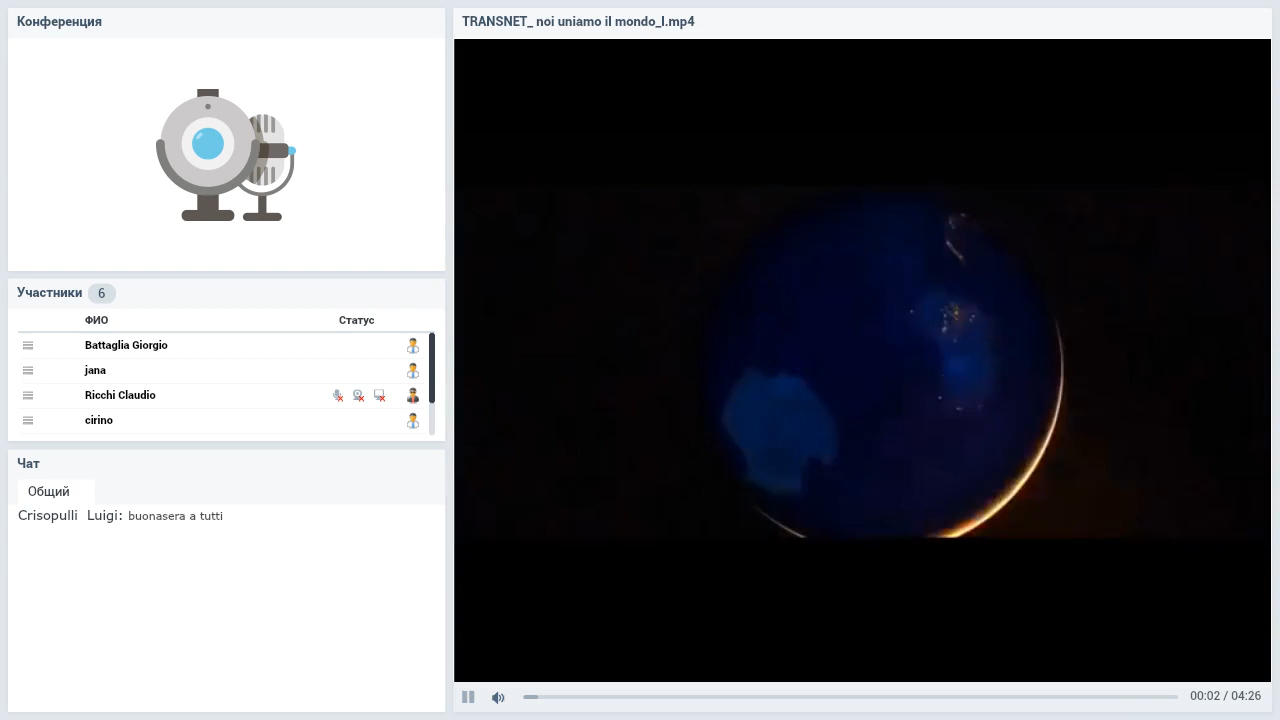 Конференция
TRANSNET_ noi uniamo il mondo_l.mp4
Участники 6
ФИО Статус
Battaglia Giorgio
jana
Ricchi Claudio
cirino
Чат
Общий
Crisopulli Luigi: buonasera a tutti
00:02 / 04:26